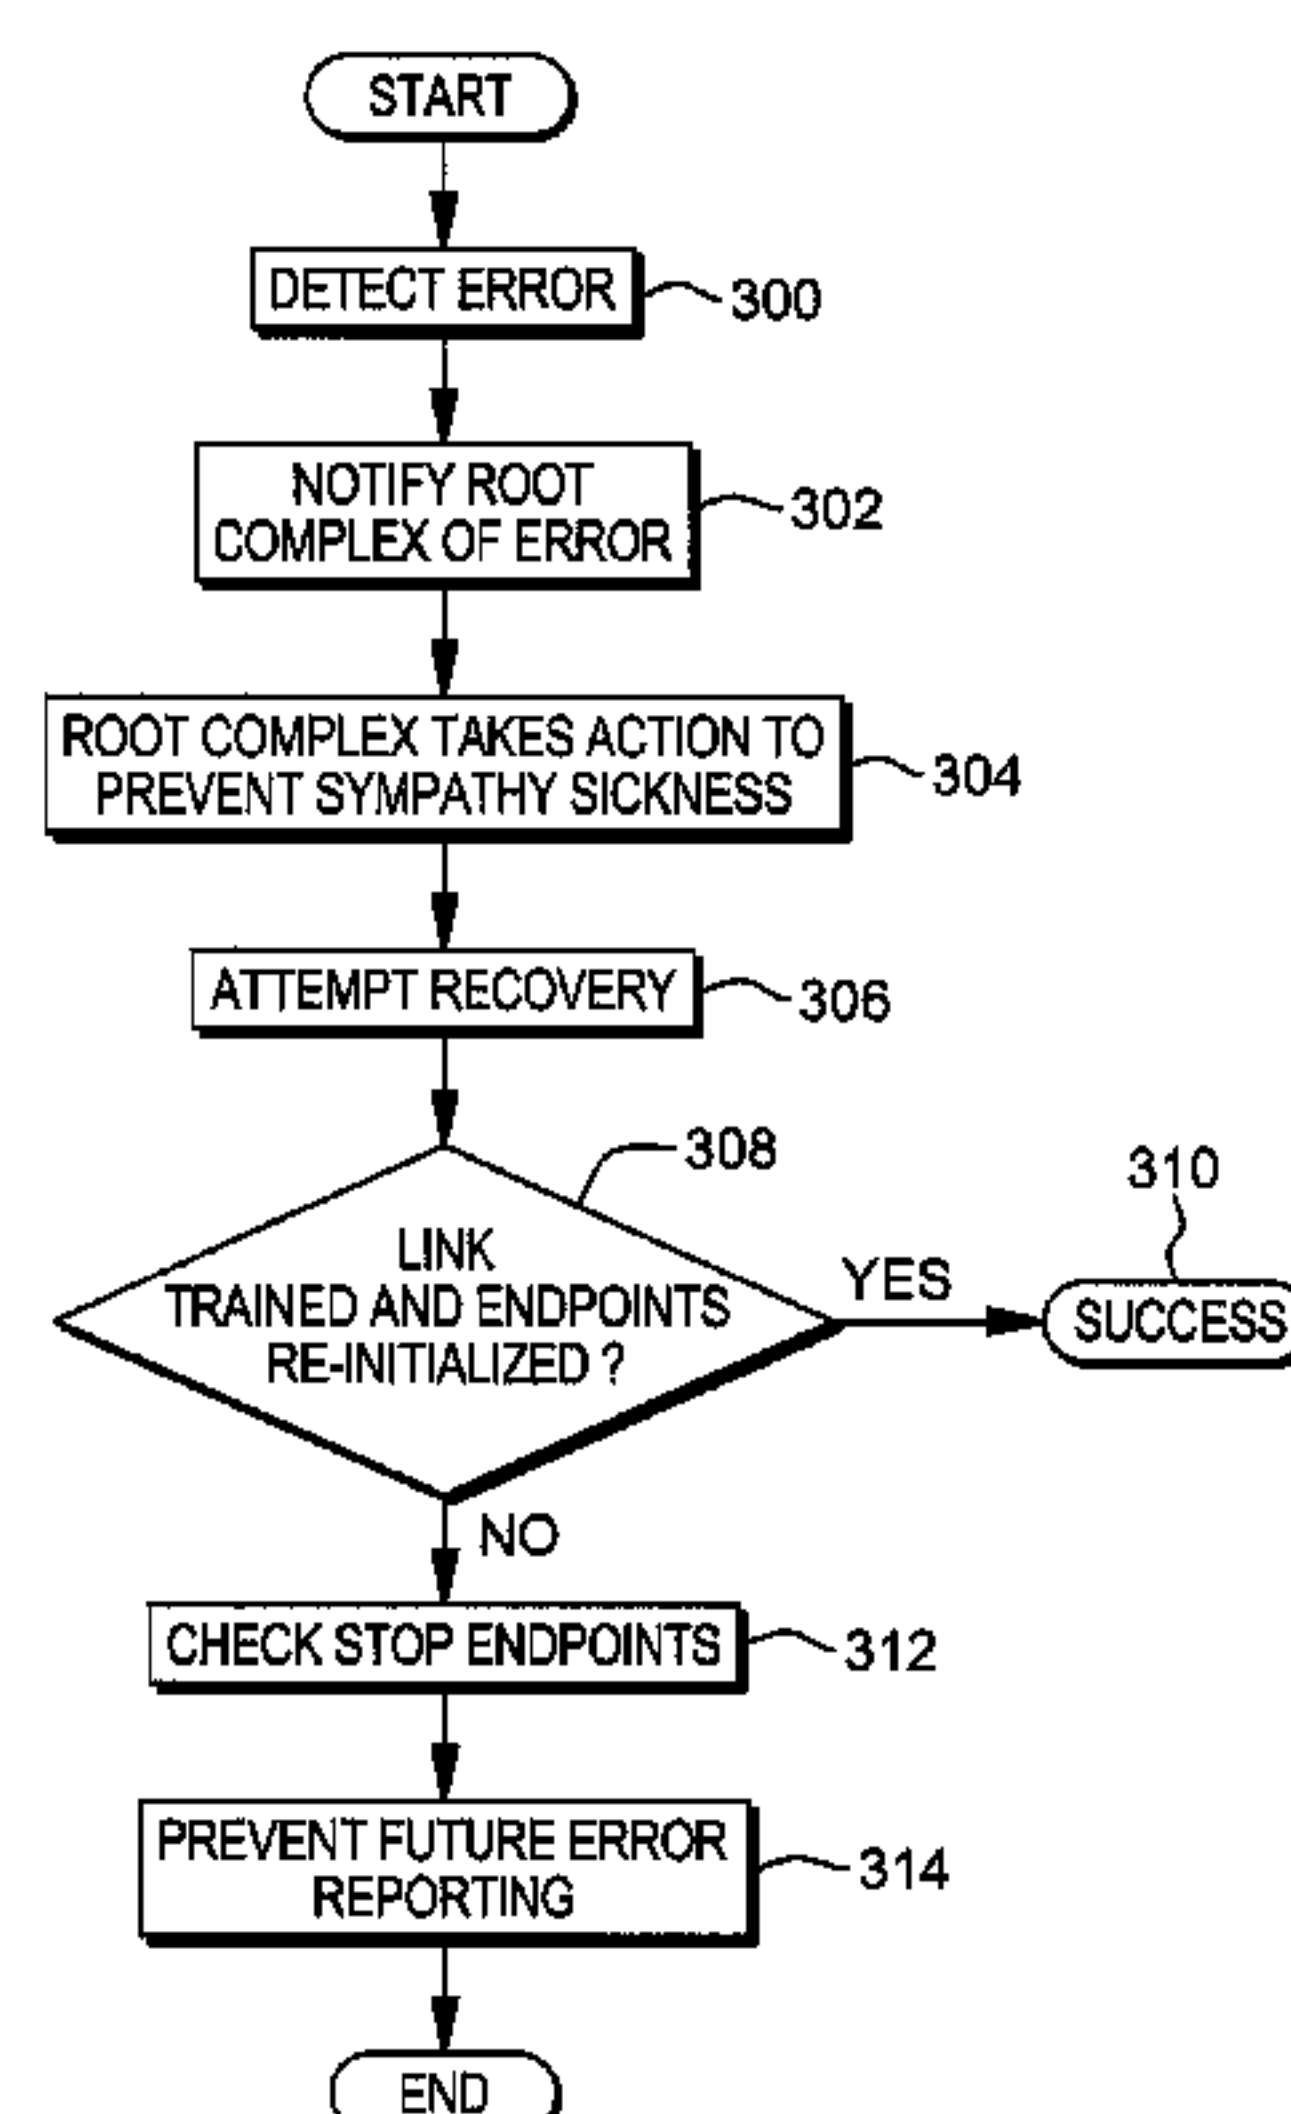 START
DETECT ERROR
300
NOTIFY ROOT
COMPLEX OF ERROR
302
ROOT COMPLEX TAKES ACTION TO
PREVENT SYMPATHY SICKNESS
304
ATTEMPT RECOVERY
306
308
LINK
TRAINED AND ENDPOINTS
RE-INITIALIZED ?
YES
310
SUCCESS
NO
CHECK STOP ENDPOINTS
312
PREVENT FUTURE ERROR
REPORTING
314
END